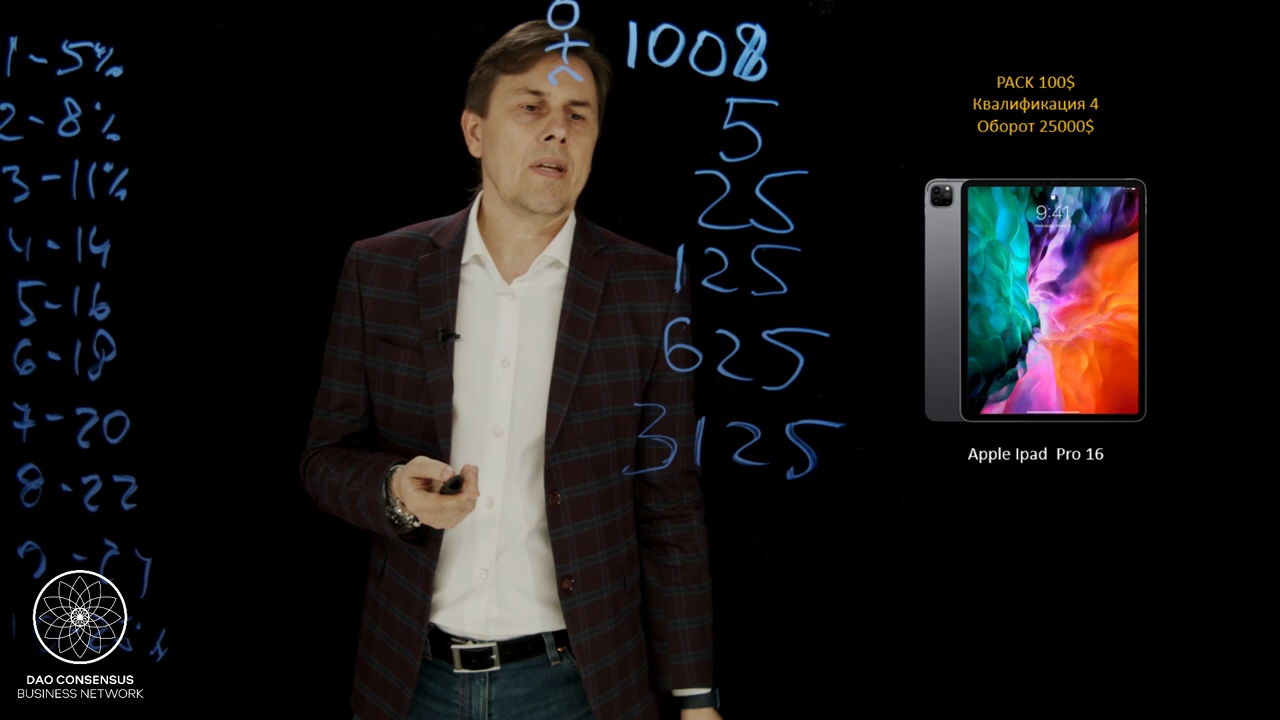 1-5%
2-8%
3-11%
4-14
5-16
6-18
7-20
8-22
100$
5
25
125
625
3125
PACK 100$
Квалификация 4
Оборот 25000$
9:41
Apple Ipad Pro 16
DAO CONSENSUS
BUSINESS NETWORK